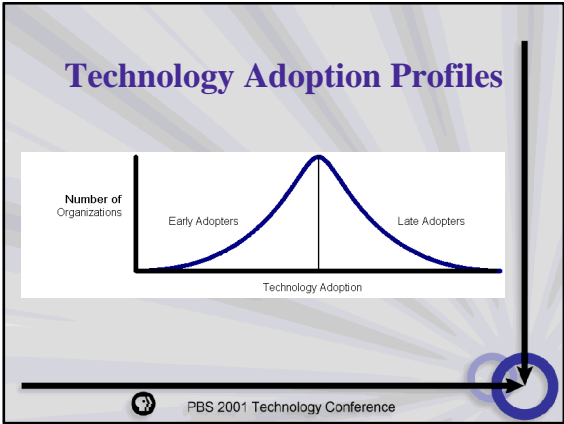 Technology Adoption Profiles
Number of
Organizations
Early Adopters
Late Adopters
Technology Adoption
PBS 2001 Technology Conference